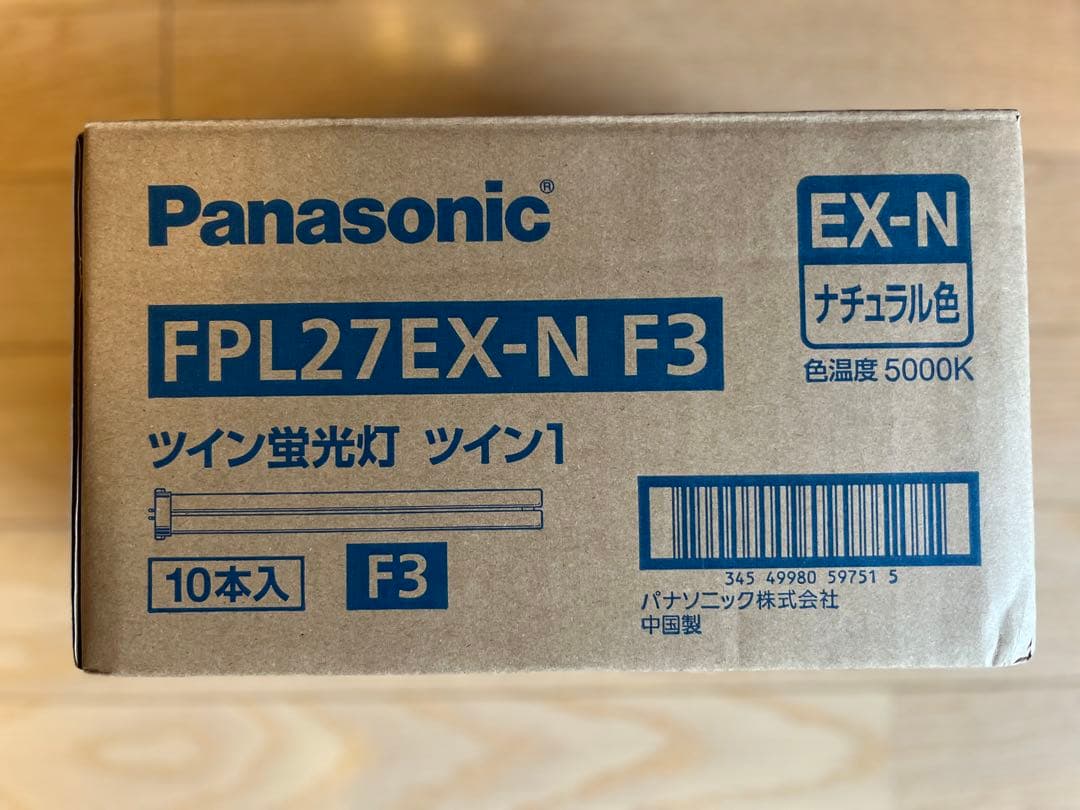 Panasonic®
EX-N
ナチュラル色
色温度 5000K
FPL27EX-N F3
ツイン蛍光灯 ツイン1
10本入
F3
345 49980 59751 5
パナソニック株式会社
中国製